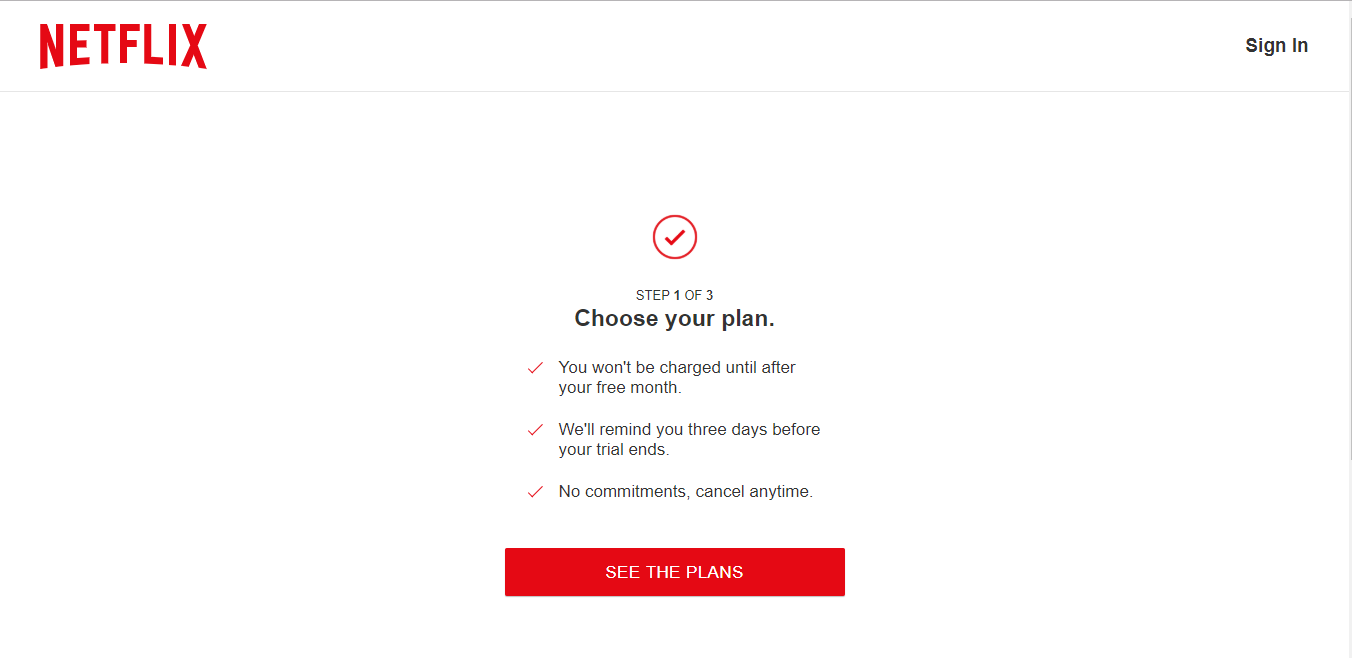 NETFLIX
Sign In
STEP 1 OF 3
Choose your plan.
You won't be charged until after
your free month.
We'll remind you three days before
your trial ends.
No commitments, cancel anytime.
SEE THE PLANS